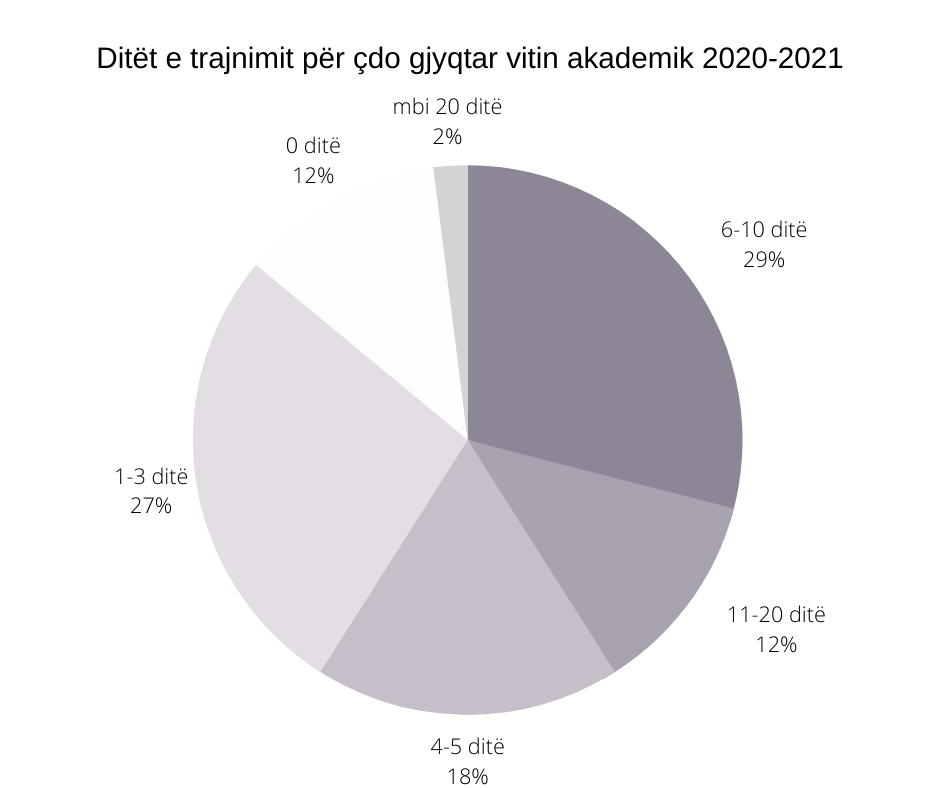 Ditët e trajnimit për çdo gjyqtar vitin akademik 2020-2021
mbi 20 ditë
2%
0 ditë
12%
6-10 ditë
29%
1-3 ditë
27%
11-20 ditë
12%
4-5 ditë
18%